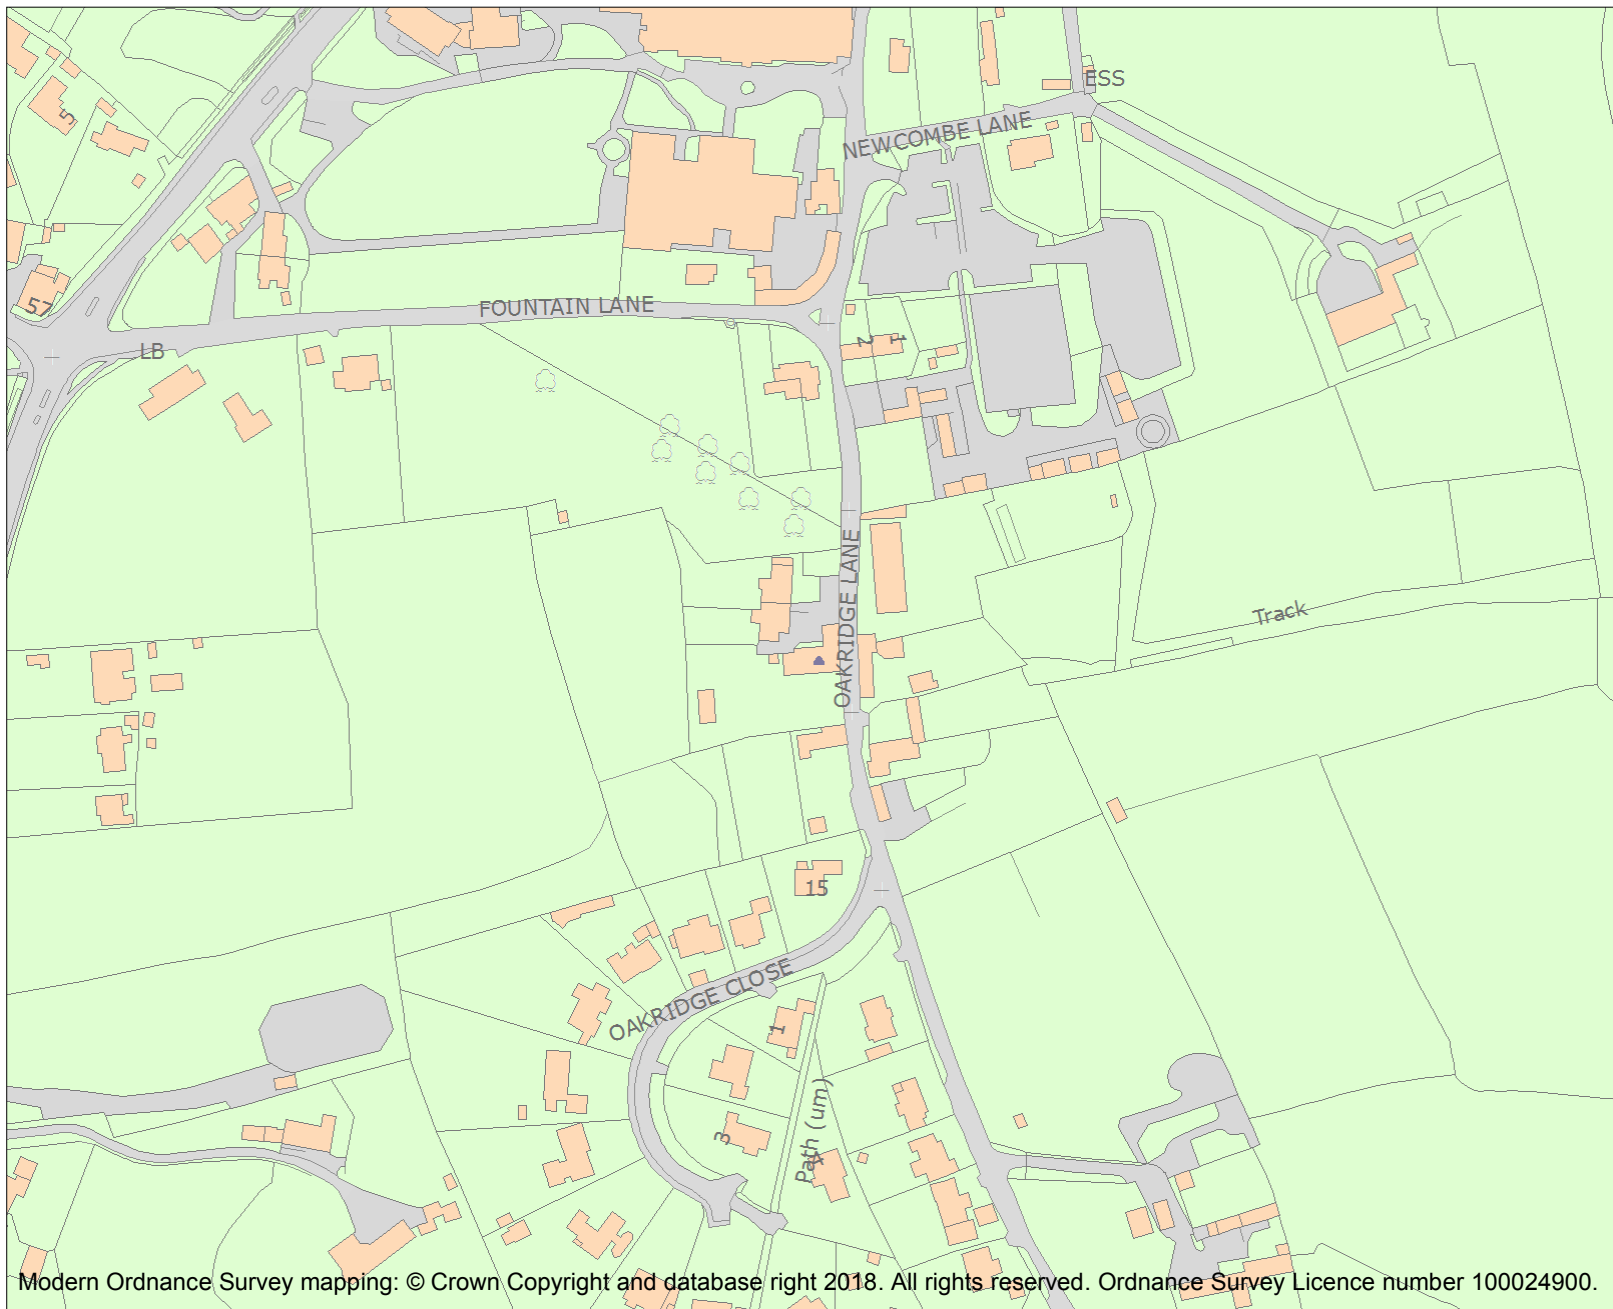 ESS
5
NEWCOMBE LANE
57
FOUNTAIN LANE
LB
2
1
OAKRIDGE LANE
Track
15
OAKRIDGE CLOSE
1
3
Path (um)
Modern Ordnance Survey mapping: © Crown Copyright and database right 2018. All rights reserved. Ordnance Survey Licence number 100024900.